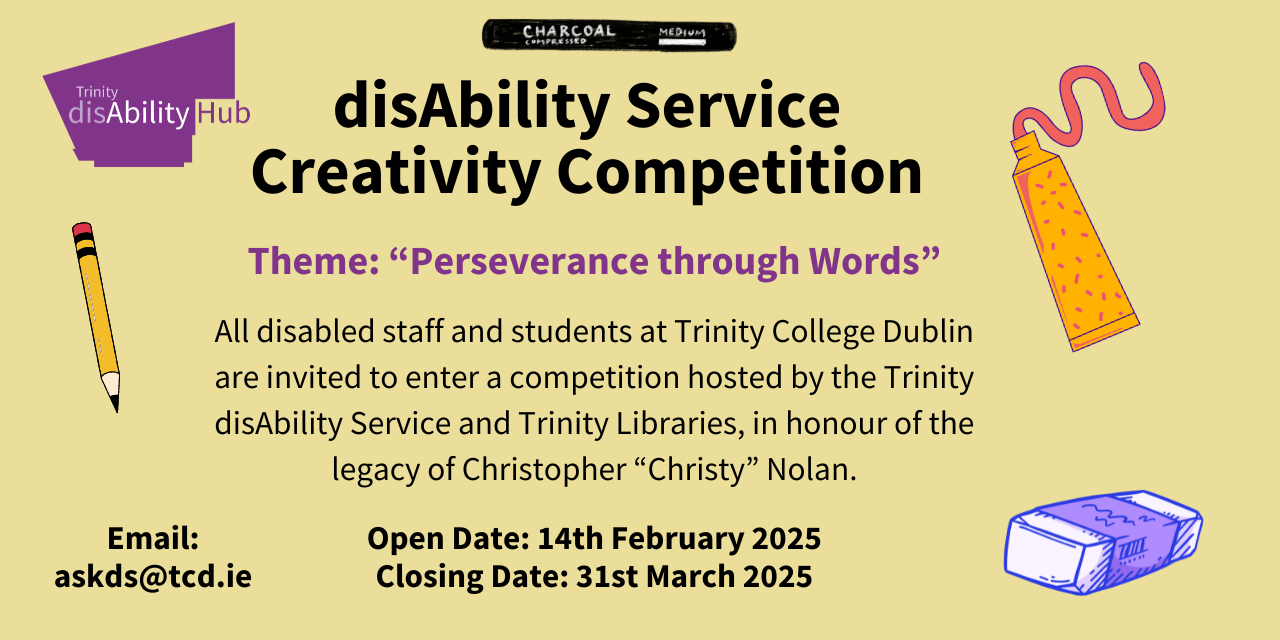 CHARCOAL
COMPRESSED
MEDIUM
Trinity
disAbility Hub
disAbility Service
Creativity Competition
Theme: “Perseverance through Words”
All disabled staff and students at Trinity College Dublin
are invited to enter a competition hosted by the Trinity
disAbility Service and Trinity Libraries, in honour of the
legacy of Christopher “Christy” Nolan.
Email:
askds@tcd.ie
Open Date: 14th February 2025
Closing Date: 31st March 2025